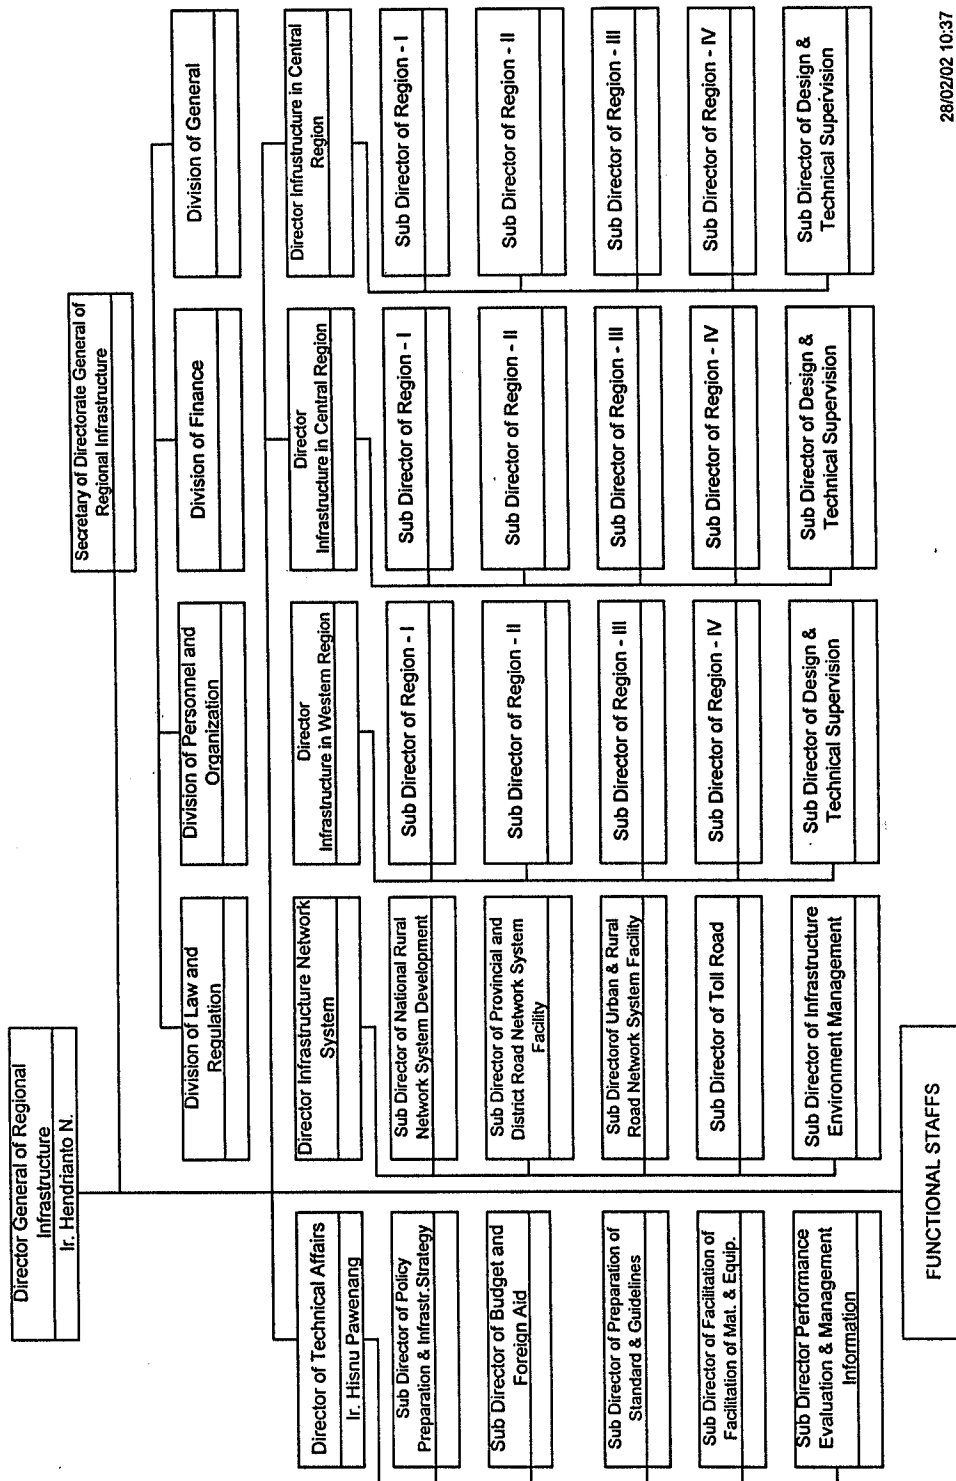 Director General of Regional
Infrastructure
Ir. Hendrianto N.
Secretary of Directorate General of
Regional Infrastructure
Division of Law and
Regulation
Division of Personnel and
Organization
Division of Finance
Division of General
Director of Technical Affairs
Ir. Hisnu Pawenang
Sub Director of Policy
Preparation & Infrastr.Strategy
Sub Director of Budget and
Foreign Aid
Sub Director of Preparation of
Standard & Guidelines
Sub Director of Facilitation of
Facilitation of Mat. & Equip.
Sub Director Performance
Evaluation & Management
Information
Director Infrastructure Network
System
Sub Director of National Rural
Network System Development
Sub Director of Provincial and
District Road Network System
Facility
Sub Directorof Urban & Rural
Road Network System Facility
Sub Director of Toll Road
Sub Director of Infrastructure
Environment Management
Director
Infrastructure in Western Region
Sub Director of Region - I
Sub Director of Region - II
Sub Director of Region - III
Sub Director of Region - IV
Sub Director of Design &
Technical Supervision
Director
Infrastructure in Central Region
Sub Director of Region - I
Sub Director of Region - II
Sub Director of Region - III
Sub Director of Region - IV
Sub Director of Design &
Technical Supervision
Director Infrustructure in Central
Region
Sub Director of Region - I
Sub Director of Region - II
Sub Director of Region - III
Sub Director of Region - IV
Sub Director of Design &
Technical Supervision
FUNCTIONAL STAFFS
28/02/02 10:37